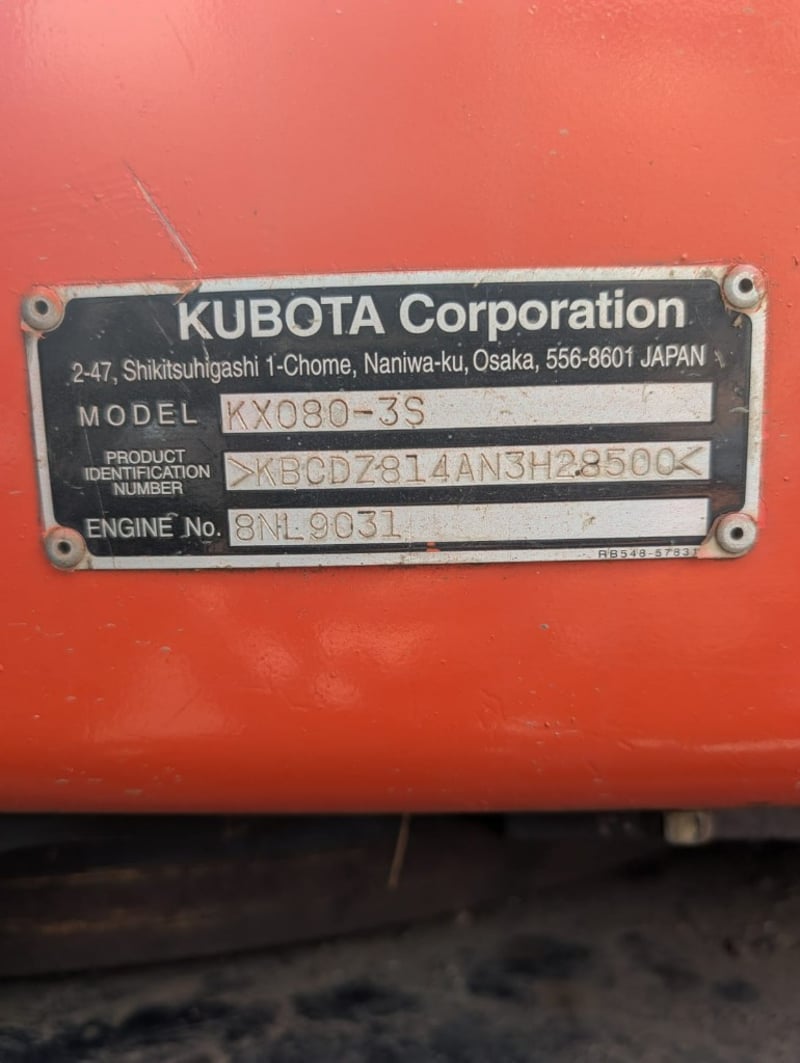 KUBOTA Corporation
2-47, Shikitsuhigashi 1-Chome, Naniwa-ku, Osaka, 556-8601 JAPAN
MODEL KX080-3S
PRODUCT IDENTIFICATION NUMBER >KBCDZ814AN3H28500<
ENGINE No. 8NL9031
RB548-57831